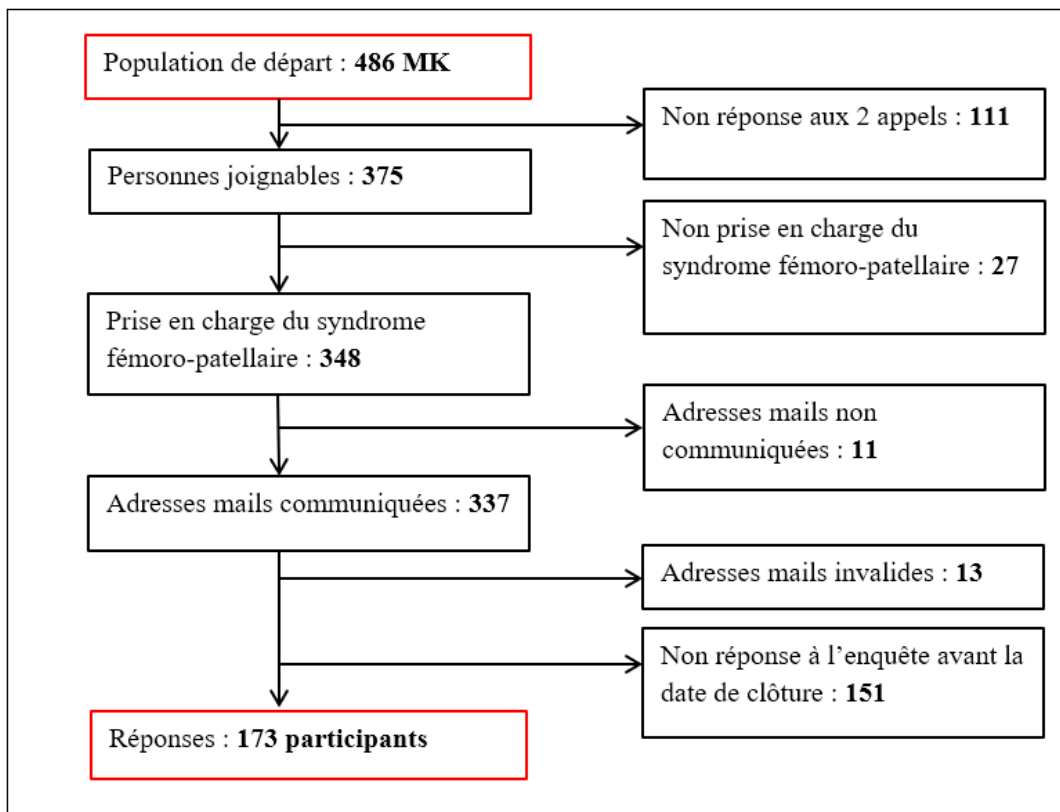 Population de départ : 486 MK
Non réponse aux 2 appels : 111
Personnes joignables : 375
Non prise en charge du
syndrome fémoro-patellaire : 27
Prise en charge du syndrome
fémoro-patellaire : 348
Adresses mails non
communiquées : 11
Adresses mails communiquées : 337
Adresses mails invalides : 13
Non réponse à l’enquête avant la
date de clôture : 151
Réponses : 173 participants